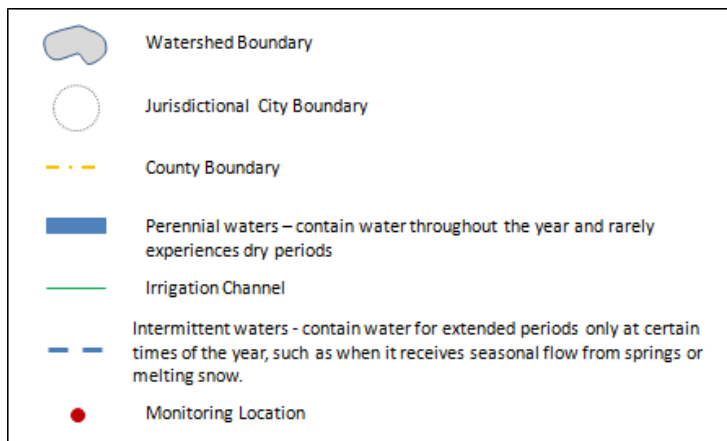 Watershed Boundary
Jurisdictional City Boundary
County Boundary
Perennial waters – contain water throughout the year and rarely
experiences dry periods
Irrigation Channel
Intermittent waters - contain water for extended periods only at certain
times of the year, such as when it receives seasonal flow from springs or
melting snow.
Monitoring Location